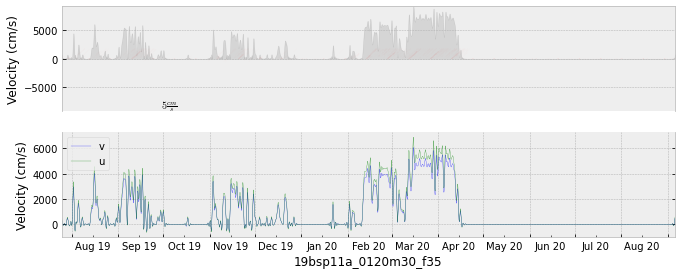 5000
0
−5000
Velocity (cm/s)
5 cm/s
v
u
6000
4000
2000
0
Velocity (cm/s)
Aug 19 Sep 19 Oct 19 Nov 19 Dec 19 Jan 20 Feb 20 Mar 20 Apr 20 May 20 Jun 20 Jul 20 Aug 20
19bsp11a_0120m30_f35